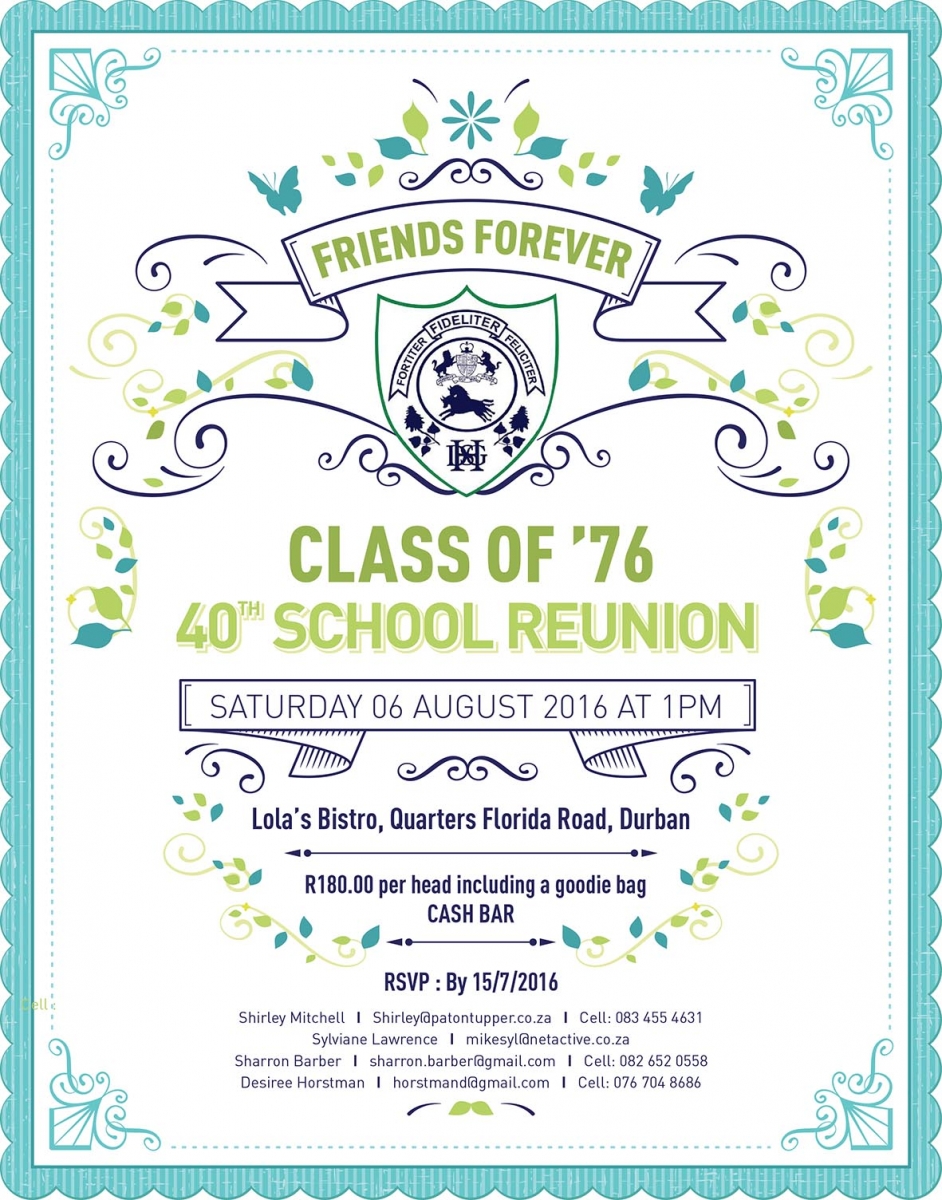 FRIENDS FOREVER
FORTITER FIDELITER FELICITER
CLASS OF ’76
40TH SCHOOL REUNION
SATURDAY 06 AUGUST 2016 AT 1PM
Lola’s Bistro, Quarters Florida Road, Durban
R180.00 per head including a goodie bag
CASH BAR
RSVP : By 15/7/2016
Cell :
Shirley Mitchell I Shirley@patontupper.co.za I Cell: 083 455 4631
Sylviane Lawrence I mikesyl@netactive.co.za
Sharron Barber I sharron.barber@gmail.com I Cell: 082 652 0558
Desiree Horstman I horstmand@gmail.com I Cell: 076 704 8686